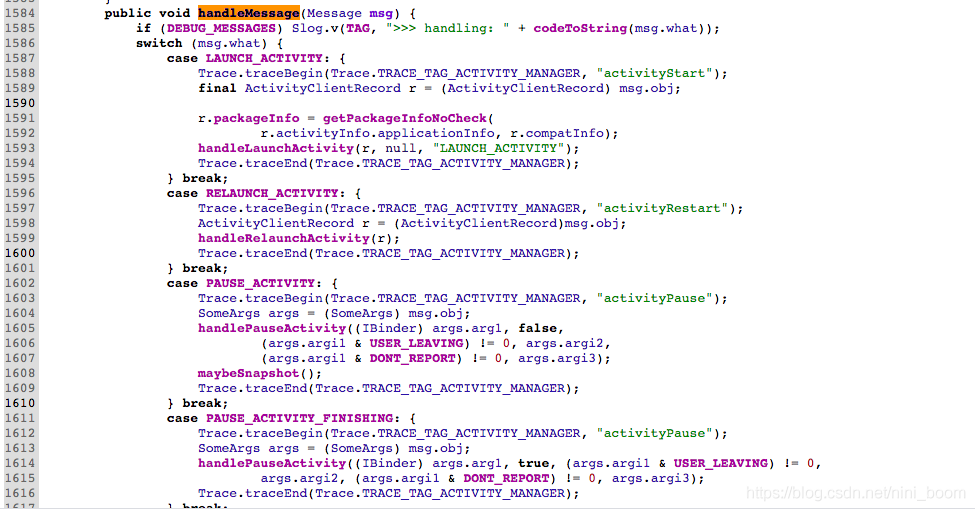 1584 public void handleMessage(Message msg) {
1585 if (DEBUG_MESSAGES) Slog.v(TAG, ">>> handling: " + codeToString(msg.what));
1586 switch (msg.what) {
1587 case LAUNCH_ACTIVITY: {
1588 Trace.traceBegin(Trace.TRACE_TAG_ACTIVITY_MANAGER, "activityStart");
1589 final ActivityClientRecord r = (ActivityClientRecord) msg.obj;
1590
1591 r.packageInfo = getPackageInfoNoCheck(
1592 r.activityInfo.applicationInfo, r.compatInfo);
1593 handleLaunchActivity(r, null, "LAUNCH_ACTIVITY");
1594 Trace.traceEnd(Trace.TRACE_TAG_ACTIVITY_MANAGER);
1595 } break;
1596 case RELAUNCH_ACTIVITY: {
1597 Trace.traceBegin(Trace.TRACE_TAG_ACTIVITY_MANAGER, "activityRestart");
1598 ActivityClientRecord r = (ActivityClientRecord)msg.obj;
1599 handleRelaunchActivity(r);
1600 Trace.traceEnd(Trace.TRACE_TAG_ACTIVITY_MANAGER);
1601 } break;
1602 case PAUSE_ACTIVITY: {
1603 Trace.traceBegin(Trace.TRACE_TAG_ACTIVITY_MANAGER, "activityPause");
1604 SomeArgs args = (SomeArgs) msg.obj;
1605 handlePauseActivity((IBinder) args.arg1, false,
1606 (args.argi1 & USER_LEAVING) != 0, args.argi2,
1607 (args.argi1 & DONT_REPORT) != 0, args.argi3);
1608 maybeSnapshot();
1609 Trace.traceEnd(Trace.TRACE_TAG_ACTIVITY_MANAGER);
1610 } break;
1611 case PAUSE_ACTIVITY_FINISHING: {
1612 Trace.traceBegin(Trace.TRACE_TAG_ACTIVITY_MANAGER, "activityPause");
1613 SomeArgs args = (SomeArgs) msg.obj;
1614 handlePauseActivity((IBinder) args.arg1, true, (args.argi1 & USER_LEAVING) != 0,
1615 args.argi2, (args.argi1 & DONT_REPORT) != 0, args.argi3);
1616 Trace.traceEnd(Trace.TRACE_TAG_ACTIVITY_MANAGER);
https://blog.csdn.net/nini_boom